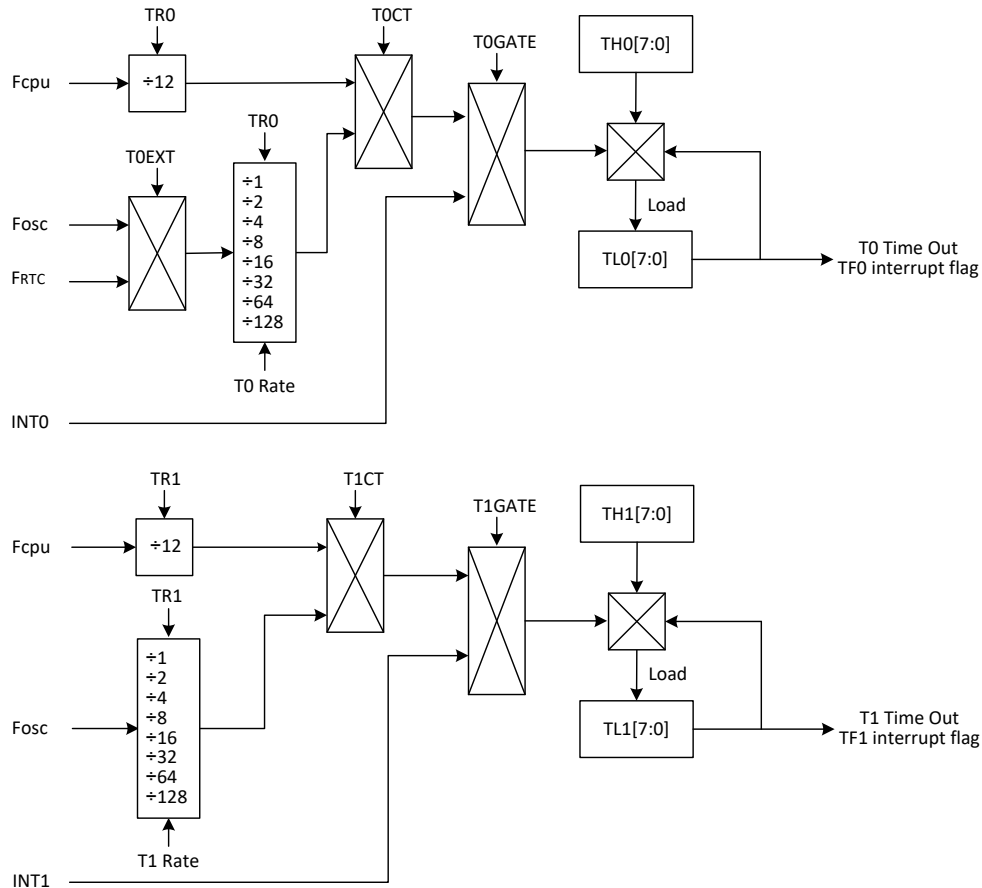 TR0
T0CT
T0GATE
TH0[7:0]
Fcpu
÷12
TR0
T0EXT
÷1
÷2
÷4
÷8
÷16
÷32
÷64
÷128
Fosc
FRTC
Load
TL0[7:0]
T0 Time Out
TF0 interrupt flag
T0 Rate
INT0
TR1
T1CT
T1GATE
TH1[7:0]
Fcpu
÷12
TR1
÷1
÷2
÷4
÷8
÷16
÷32
÷64
÷128
Fosc
Load
TL1[7:0]
T1 Time Out
TF1 interrupt flag
T1 Rate
INT1